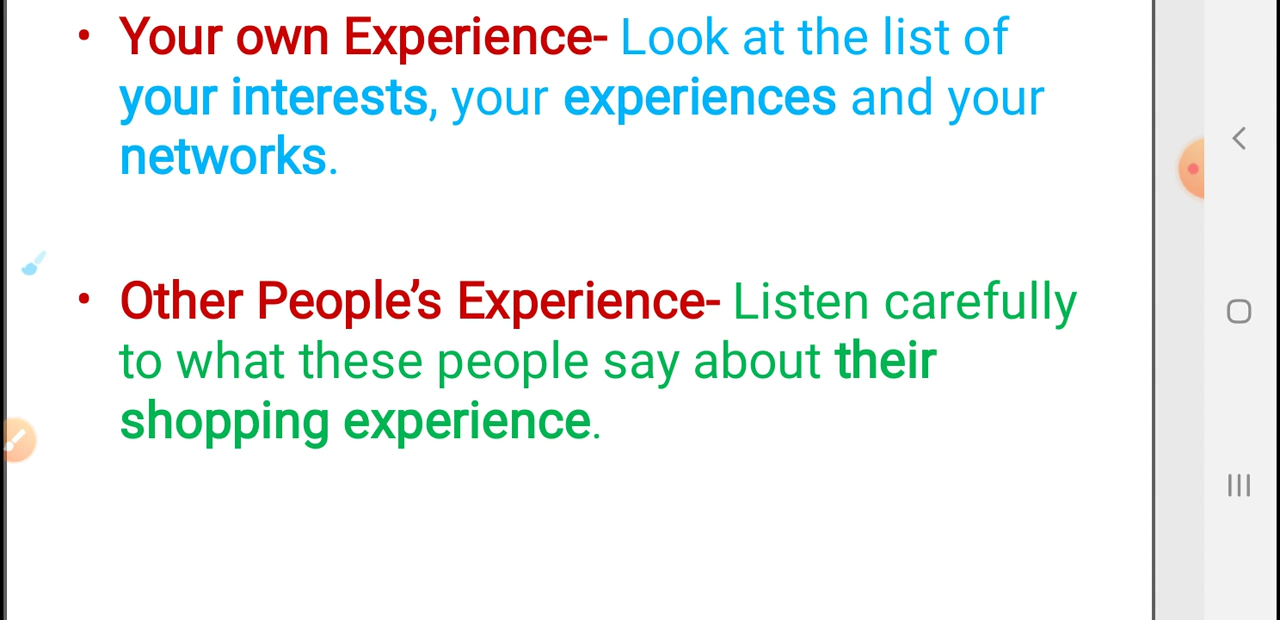 • Your own Experience- Look at the list of
your interests, your experiences and your
networks.
• Other People’s Experience- Listen carefully
to what these people say about their
shopping experience.